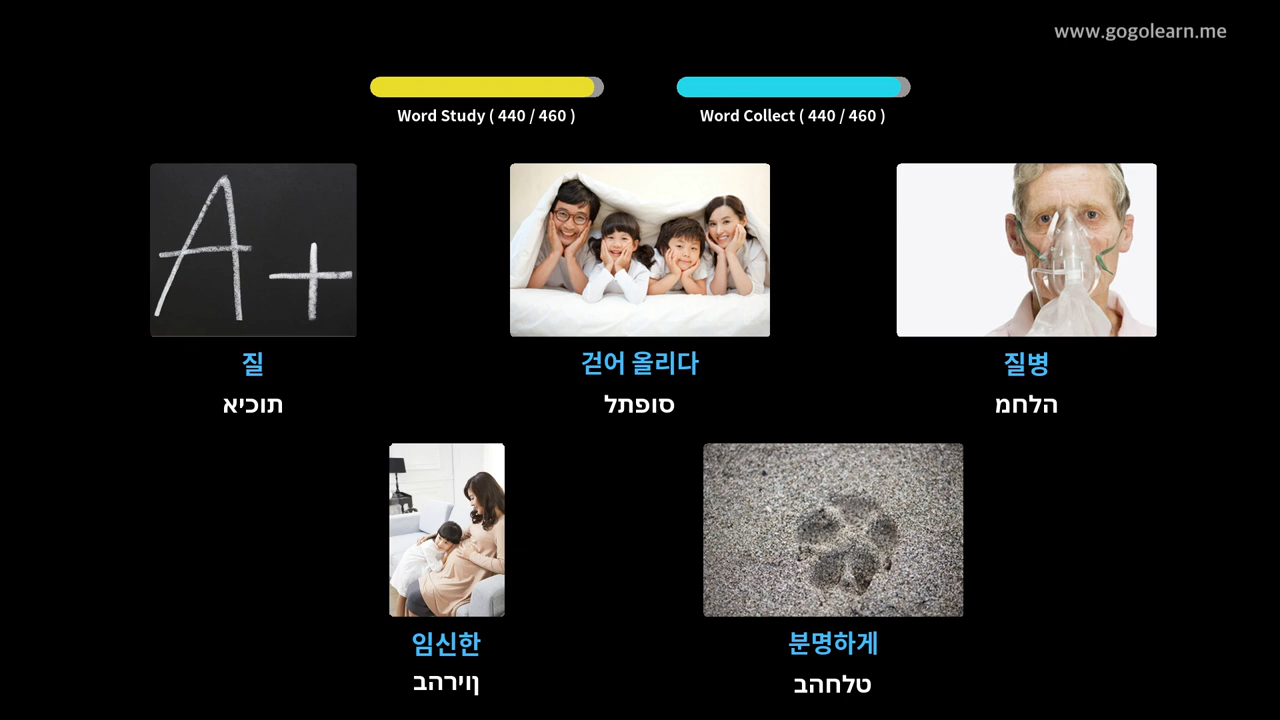 www.gogolearn.me
Word Study ( 440 / 460 )
Word Collect ( 440 / 460 )
질
תוכיא
걷어 올리다
סופתל
질병
הלחמ
임신한
ןוירהב
분명하게
טלחהב
A+